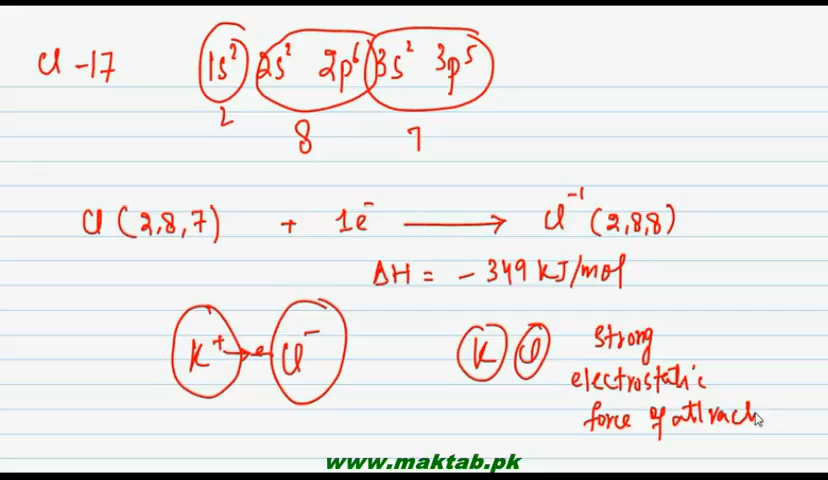 Cl -17 1s² 2s² 2p⁶ 3s² 3p⁵
2 8 7
Cl (2,8,7) + 1e⁻ → Cl⁻¹ (2,8,8)
ΔH = - 349 KJ/mol
K⁺ Cl⁻ K Cl strong
electrostatic
force of attrac
www.maktab.pk